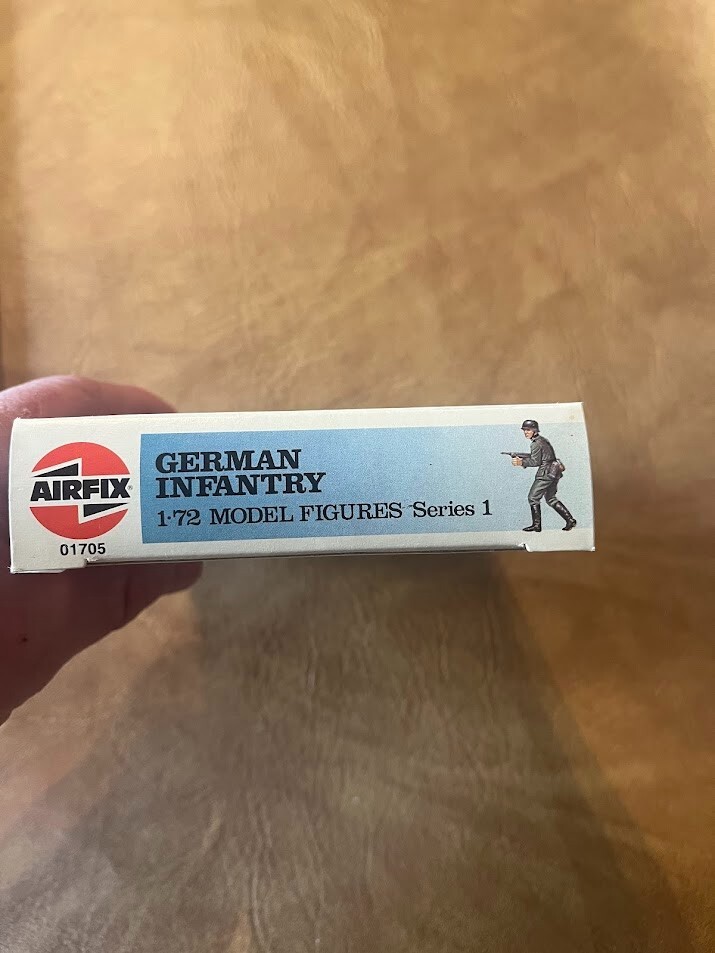 AIRFIX®
01705
GERMAN
INFANTRY
1·72 MODEL FIGURES Series 1